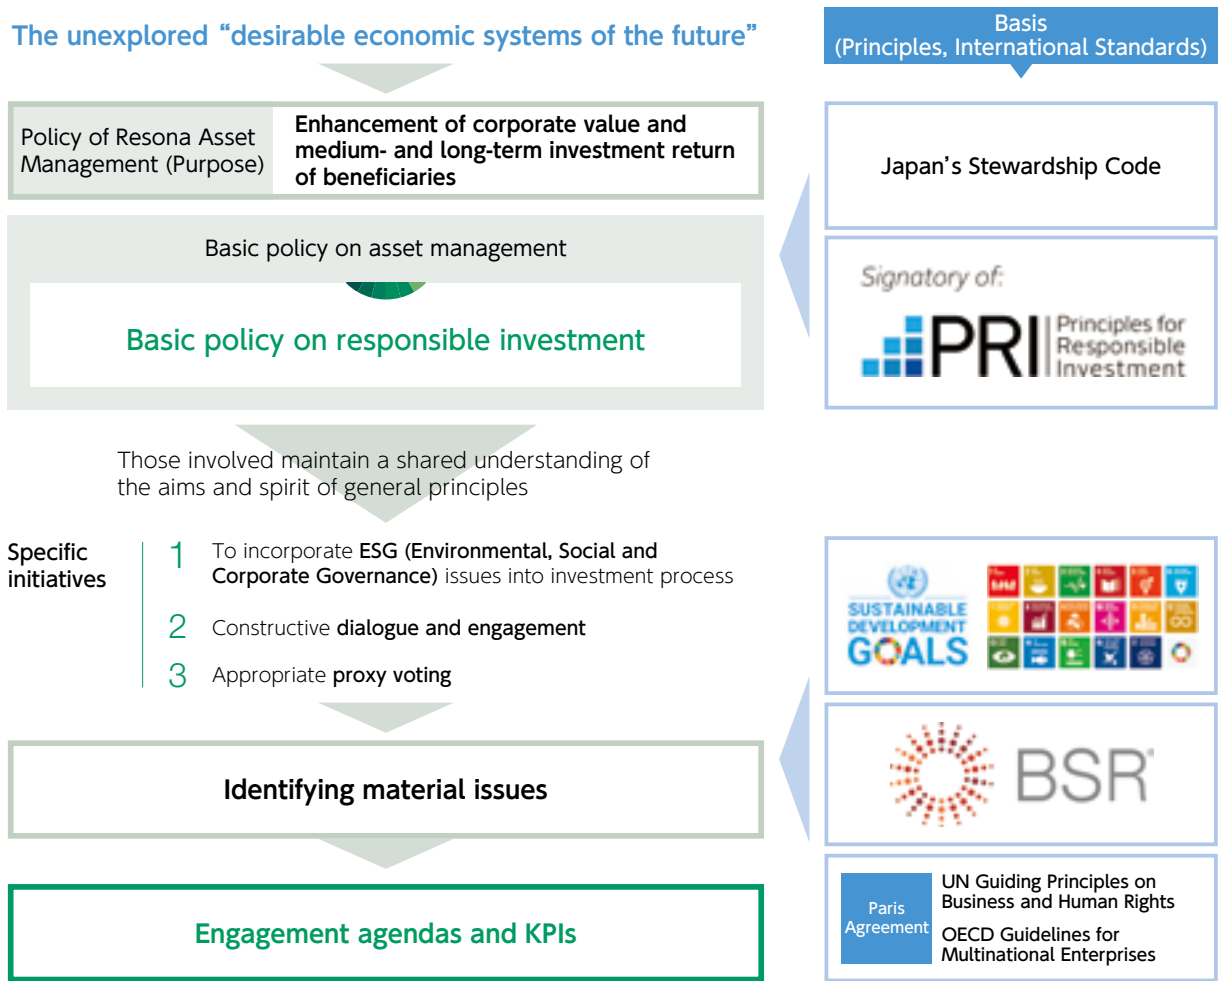 The unexplored “desirable economic systems of the future”
Policy of Resona Asset
Management (Purpose)
Enhancement of corporate value and
medium- and long-term investment return
of beneficiaries
Basic policy on asset management
Basic policy on responsible investment
Those involved maintain a shared understanding of
the aims and spirit of general principles
Specific
initiatives
1 To incorporate ESG (Environmental, Social and
Corporate Governance) issues into investment process
2 Constructive dialogue and engagement
3 Appropriate proxy voting
Identifying material issues
Engagement agendas and KPIs
Basis
(Principles, International Standards)
Japan’s Stewardship Code
Signatory of:
PRI
Principles for
Responsible
Investment
SUSTAINABLE
DEVELOPMENT
GOALS
BSR
Paris
Agreement
UN Guiding Principles on
Business and Human Rights
OECD Guidelines for
Multinational Enterprises